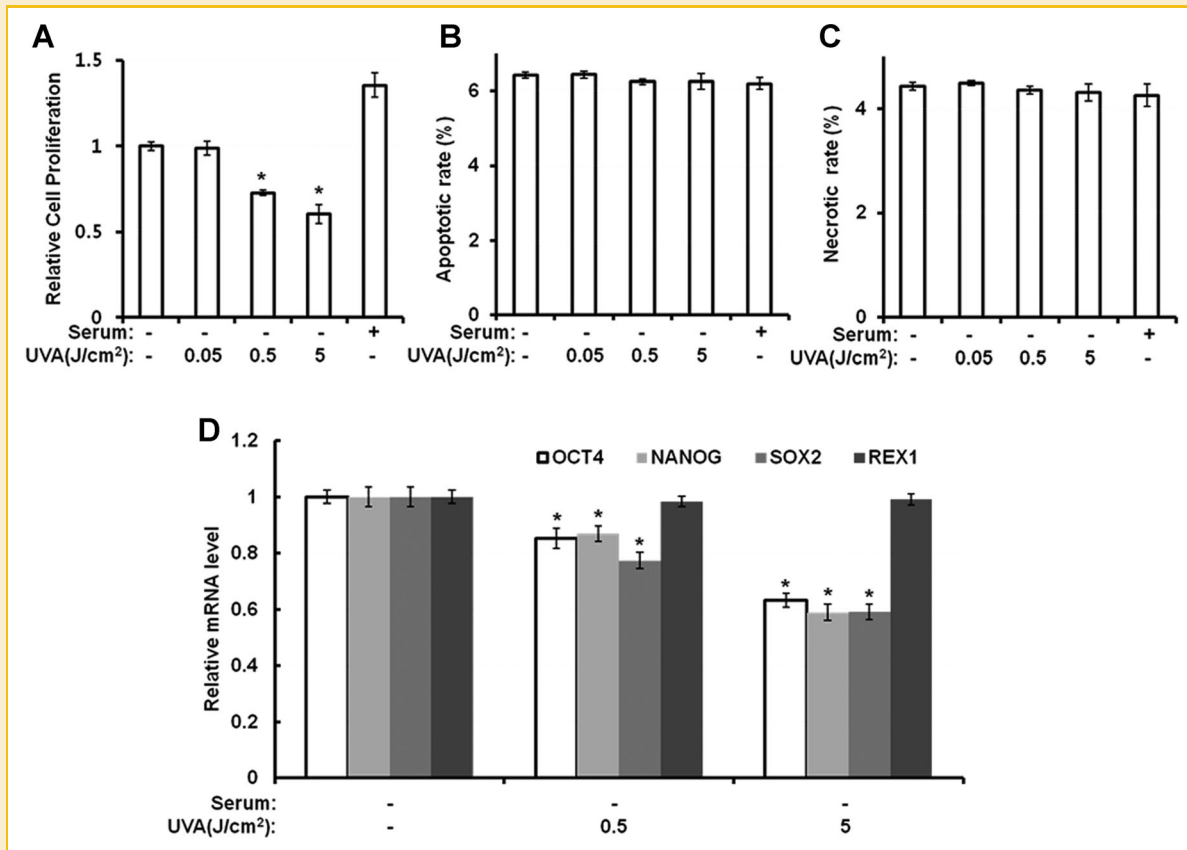 A
Relative Cell Proliferation
1.5
1
0.5
0
*
*
Serum: - - - - +
UVA(J/cm²): - 0.05 0.5 5 -
B
Apoptotic rate (%)
6
4
2
0
Serum: - - - - +
UVA(J/cm²): - 0.05 0.5 5 -
C
Necrotic rate (%)
4
2
0
Serum: - - - - +
UVA(J/cm²): - 0.05 0.5 5 -
D
Relative mRNA level
1.2
1
0.8
0.6
0.4
0.2
0
OCT4 NANOG SOX2 REX1
* * *
* * *
Serum: - - -
UVA(J/cm²): - 0.5 5